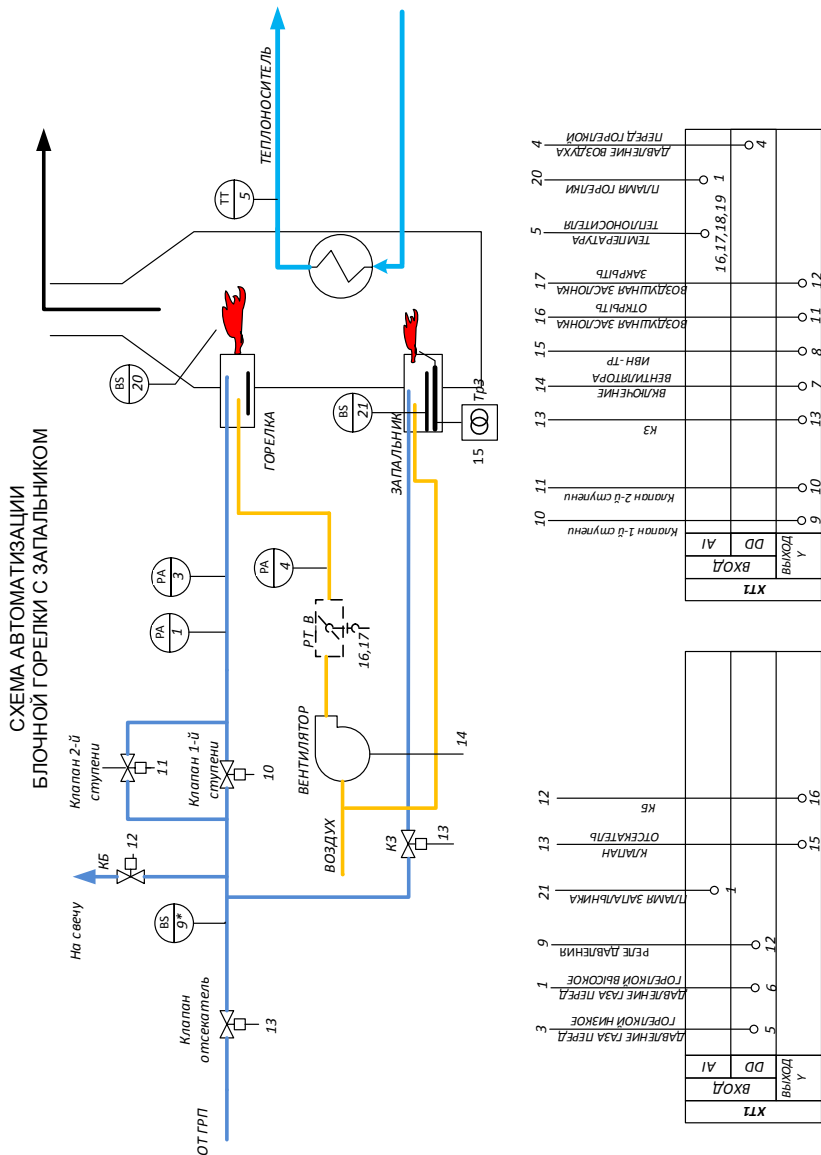 СХЕМА АВТОМАТИЗАЦИИ
БЛОЧНОЙ ГОРЕЛКИ С ЗАПАЛЬНИКОМ
ОТ ГРП
Клапан
отсекатель
13
BS
9*
На свечу
КБ
12
Клапан 2-й
ступени
11
Клапан 1-й
ступени
10
PA
1
PA
3
BS
20
ГОРЕЛКА
TT
5
ТЕПЛОНОСИТЕЛЬ
ВОЗДУХ
ВЕНТИЛЯТОР
14
РТ_В
16,17
PA
4
КЗ
13
ЗАПАЛЬНИК
BS
21
15
Тр3
3
1
9
21
13
12
ДАВЛЕНИЕ ГАЗА ПЕРЕД
ГОРЕЛКОЙ НИЗКОЕ
ДАВЛЕНИЕ ГАЗА ПЕРЕД
ГОРЕЛКОЙ ВЫСОКОЕ
РЕЛЕ ДАВЛЕНИЯ
ПЛАМЯ ЗАПАЛЬНИКА
КЛАПАН
ОТСЕКАТЕЛЬ
КБ
XT1
ВХОД
AI
DD
ВЫХОД
Y
1
5
6
12
15
16
10
11
13
14
15
16
17
5
20
4
Клапан 1-й ступени
Клапан 2-й ступени
КЗ
ВКЛЮЧЕНИЕ
ВЕНТИЛЯТОРА
ИВН-ТР
ВОЗДУШНАЯ ЗАСЛОНКА
ОТКРЫТЬ
ВОЗДУШНАЯ ЗАСЛОНКА
ЗАКРЫТЬ
ТЕМПЕРАТУРА
ТЕПЛОНОСИТЕЛЯ
ПЛАМЯ ГОРЕЛКИ
ДАВЛЕНИЕ ВОЗДУХА
ПЕРЕД ГОРЕЛКОЙ
XT1
ВХОД
AI
DD
ВЫХОД
Y
16,17,18,19
1
4
9
10
13
7
8
11
12